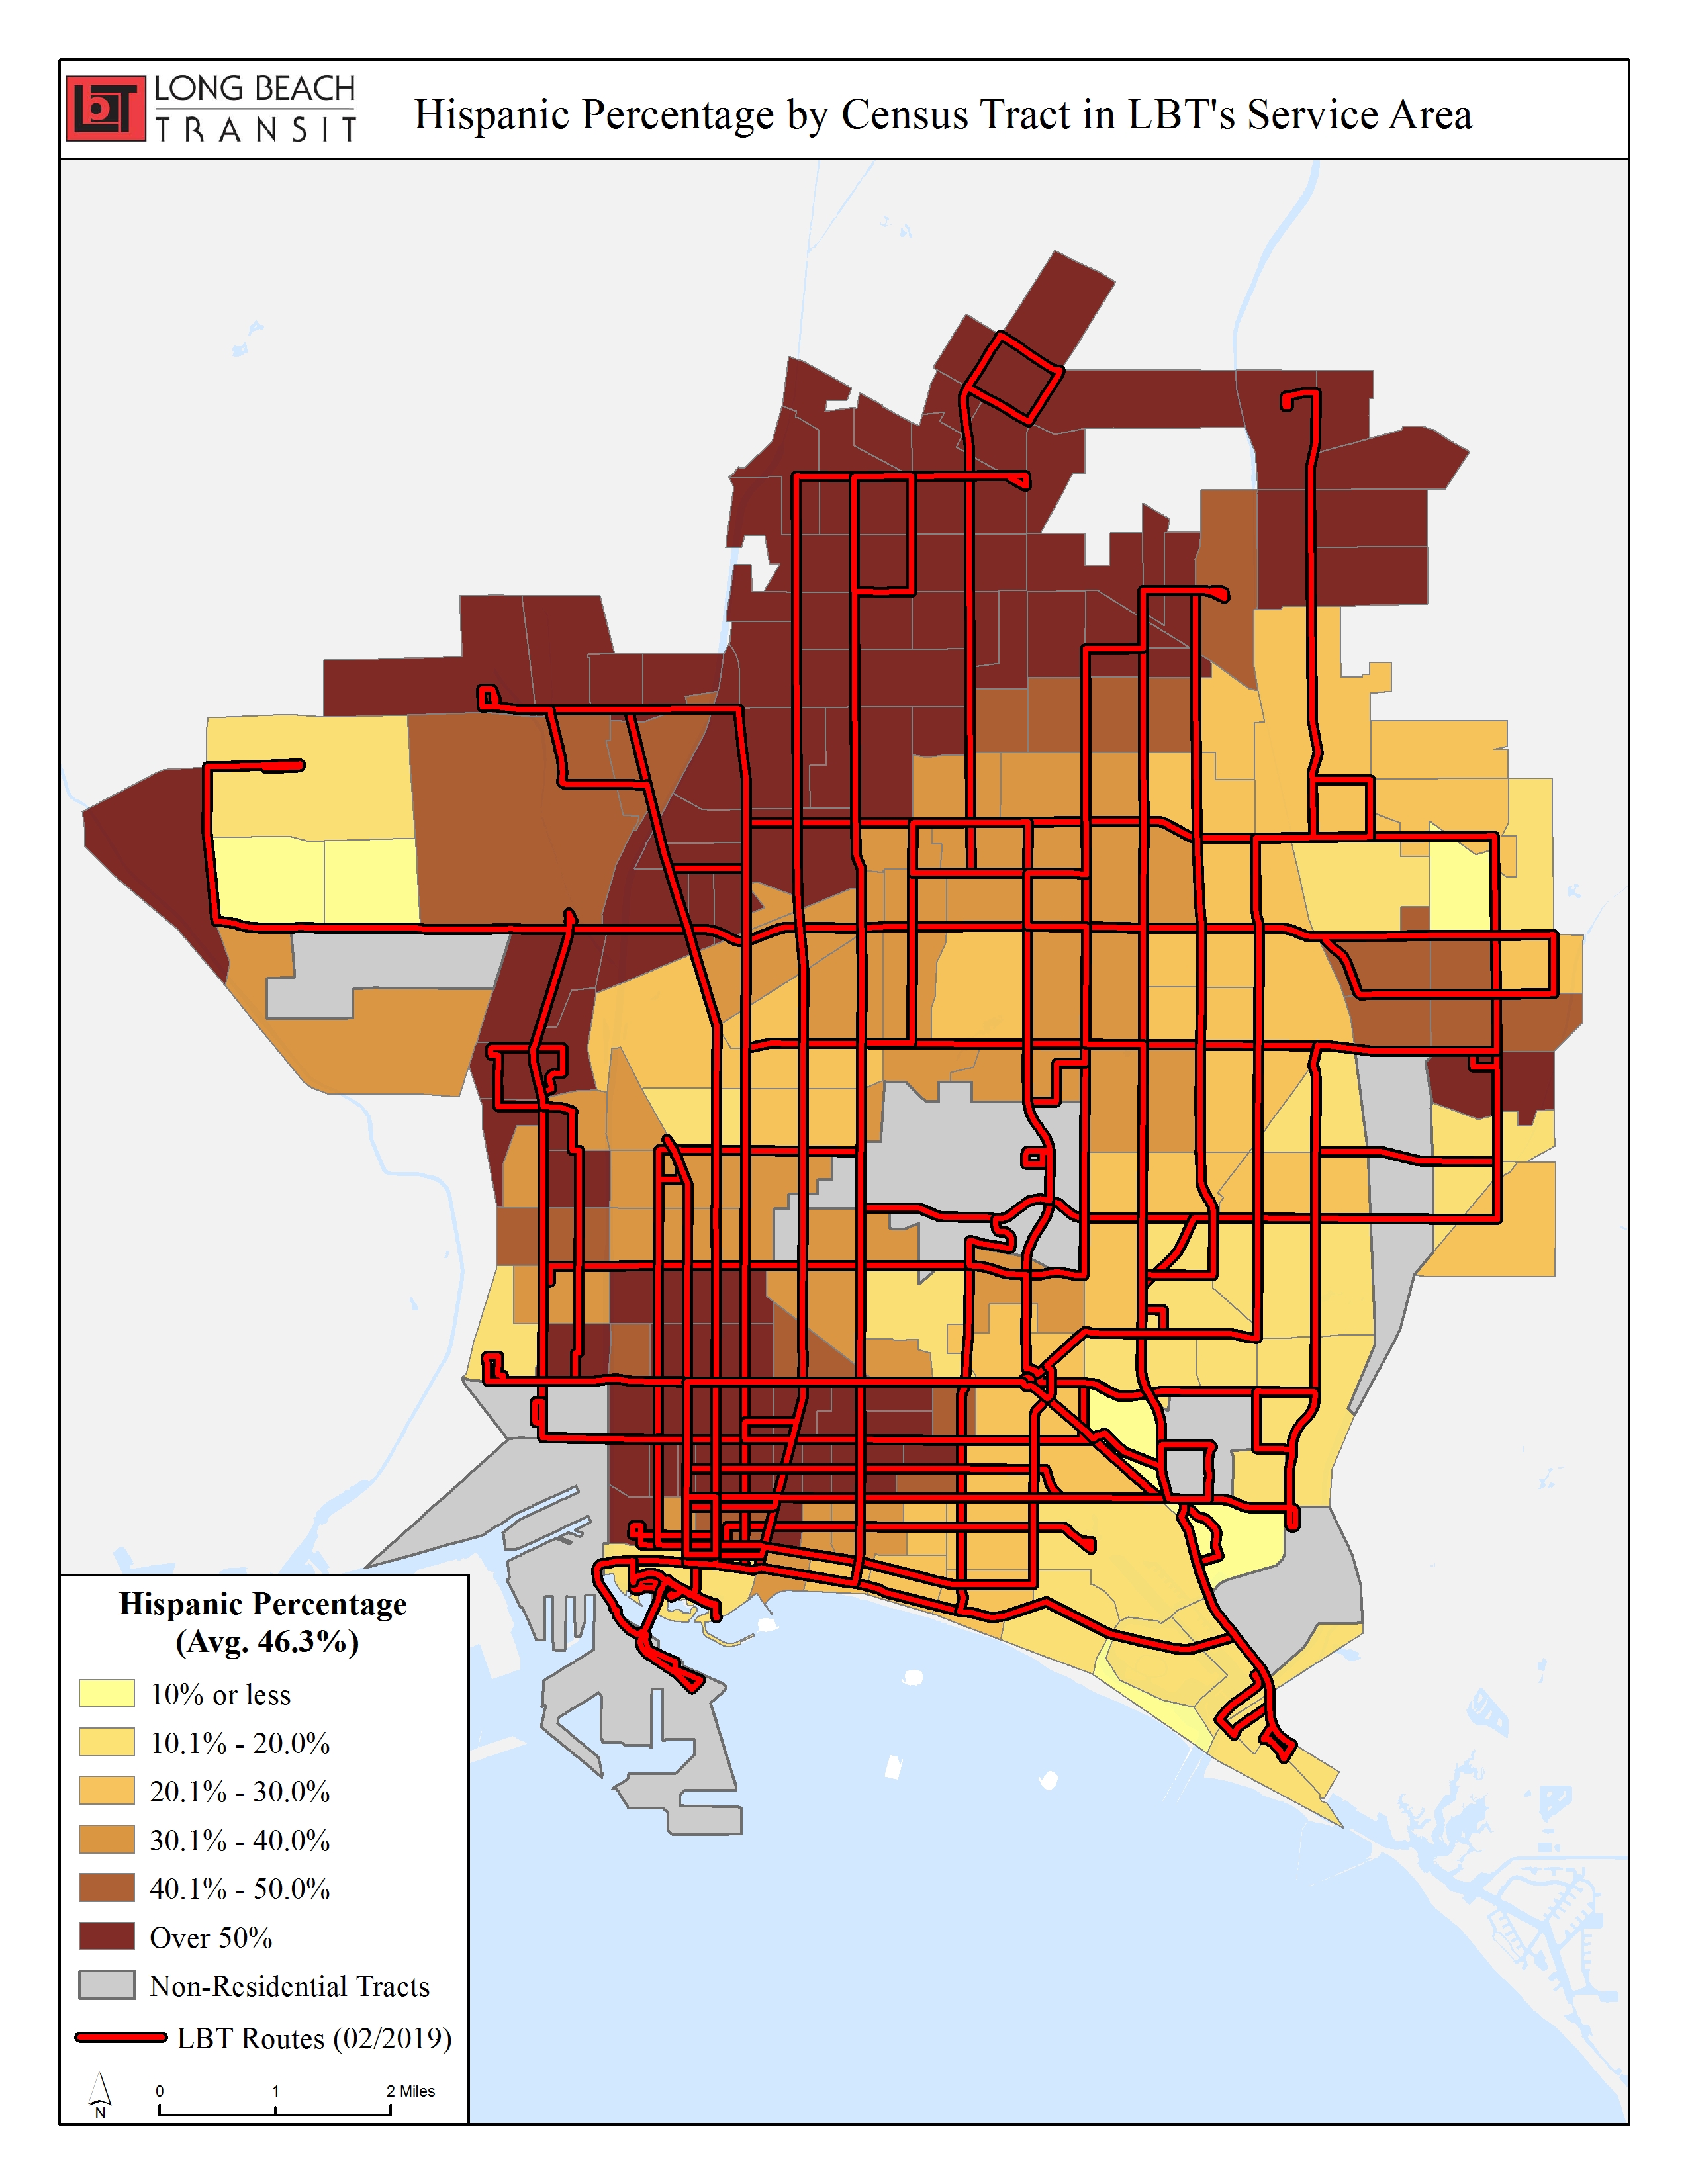 LBT LONG BEACH
TRANSIT
Hispanic Percentage by Census Tract in LBT's Service Area
Hispanic Percentage
(Avg. 46.3%)
10% or less
10.1% - 20.0%
20.1% - 30.0%
30.1% - 40.0%
40.1% - 50.0%
Over 50%
Non-Residential Tracts
LBT Routes (02/2019)
N
0 1 2 Miles